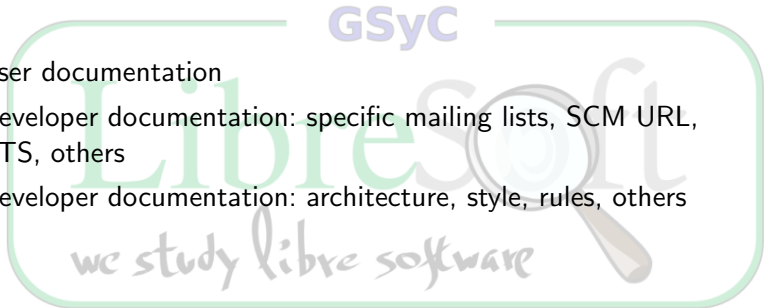 GSyC
ser documentation
eveloper documentation: specific mailing lists, SCM URL,
TS, others
eveloper documentation: architecture, style, rules, others
LibreSoft
we study libre software